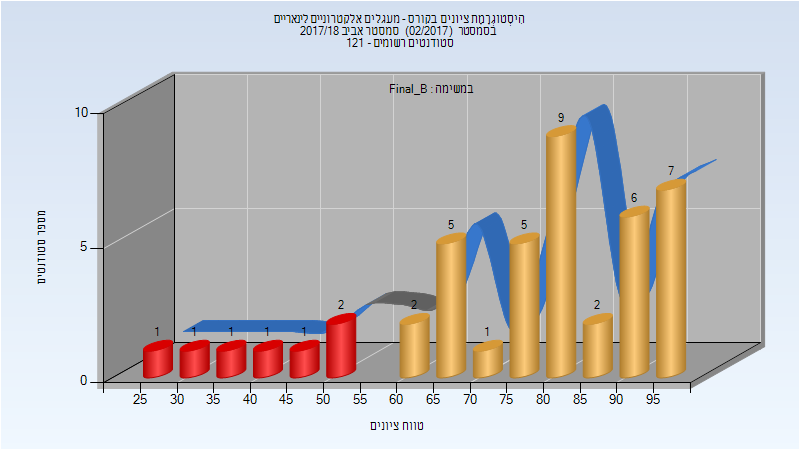 היסטוגרמת ציונים בקורס - מעגלים אלקטרוניים לינאריים
בסמסטר (02/2017) סמסטר אביב 2017/18
סטודנטים רשומים - 121
במשימה : Final_B
מספר סטודנטים
10
5
0
1
1
1
1
1
2
2
5
1
5
9
2
6
7
25 30 35 40 45 50 55 60 65 70 75 80 85 90 95
טווח ציונים